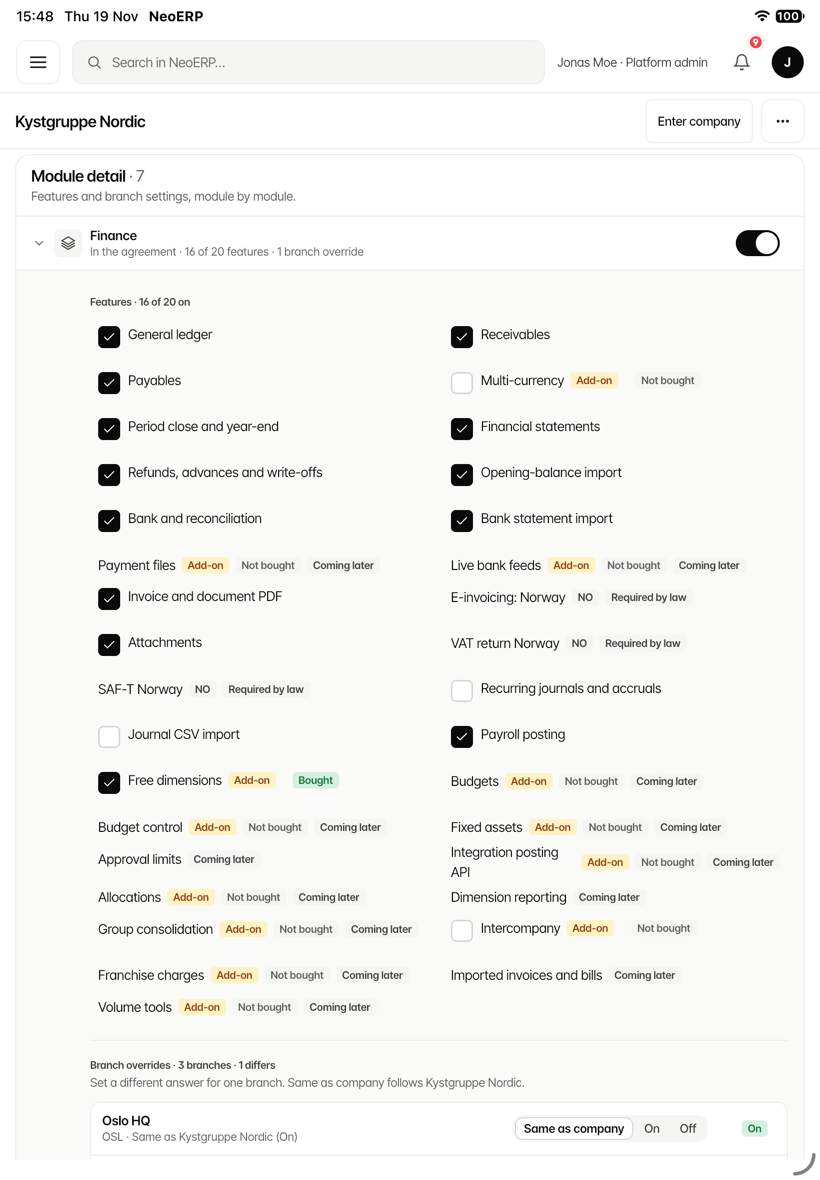 15:48 Thu 19 Nov NeoERP
100
9
Search in NeoERP...
Jonas Moe · Platform admin
J
Kystgruppe Nordic
Enter company
...
Module detail · 7
Features and branch settings, module by module.
Finance
In the agreement · 16 of 20 features · 1 branch override
Features · 16 of 20 on
General ledger
Receivables
Payables
Multi-currency Add-on Not bought
Period close and year-end
Financial statements
Refunds, advances and write-offs
Opening-balance import
Bank and reconciliation
Bank statement import
Payment files Add-on Not bought Coming later
Live bank feeds Add-on Not bought Coming later
Invoice and document PDF
E-invoicing: Norway NO Required by law
Attachments
VAT return Norway NO Required by law
SAF-T Norway NO Required by law
Recurring journals and accruals
Journal CSV import
Payroll posting
Free dimensions Add-on Bought
Budgets Add-on Not bought Coming later
Budget control Add-on Not bought Coming later
Fixed assets Add-on Not bought Coming later
Approval limits Coming later
Integration posting
API
Add-on Not bought Coming later
Allocations Add-on Not bought Coming later
Dimension reporting Coming later
Group consolidation Add-on Not bought Coming later
Intercompany Add-on Not bought
Franchise charges Add-on Not bought Coming later
Imported invoices and bills Coming later
Volume tools Add-on Not bought Coming later
Branch overrides · 3 branches · 1 differs
Set a different answer for one branch. Same as company follows Kystgruppe Nordic.
Oslo HQ
OSL · Same as Kystgruppe Nordic (On)
Same as company On Off
On